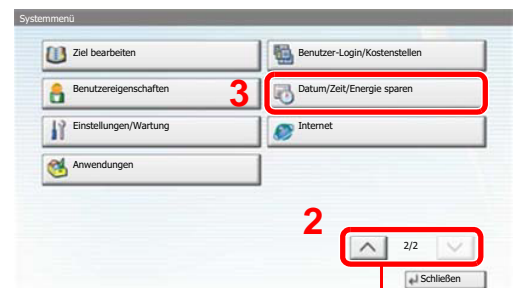 Systemmenü
Ziel bearbeiten
Benutzer-Login/Kostenstellen
Benutzereigenschaften
3
Datum/Zeit/Energie sparen
Einstellungen/Wartung
Internet
Anwendungen
2
2/2
Schließen